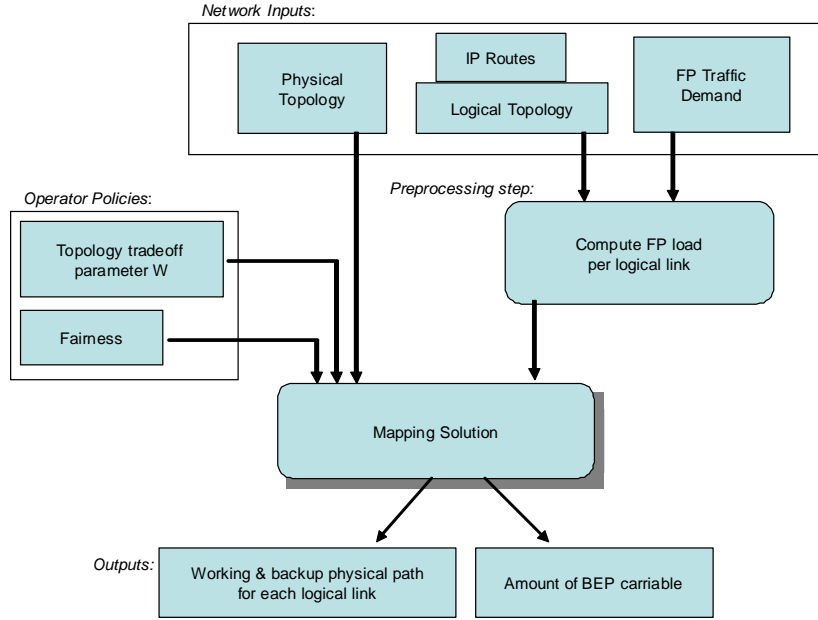 Network Inputs:
Physical
Topology
IP Routes
Logical Topology
FP Traffic
Demand
Preprocessing step:
Operator Policies:
Topology tradeoff
parameter W
Fairness
Compute FP load
per logical link
Mapping Solution
Outputs:
Working & backup physical path
for each logical link
Amount of BEP carriable